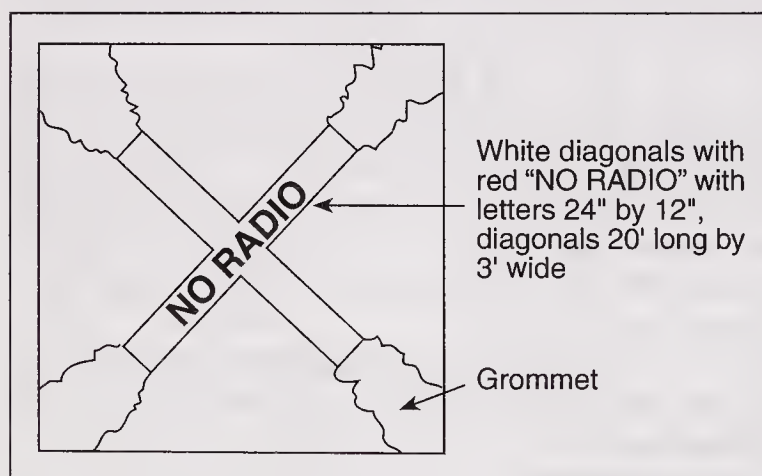 NO RADIO
White diagonals with
red “NO RADIO” with
letters 24" by 12",
diagonals 20' long by
3' wide
Grommet